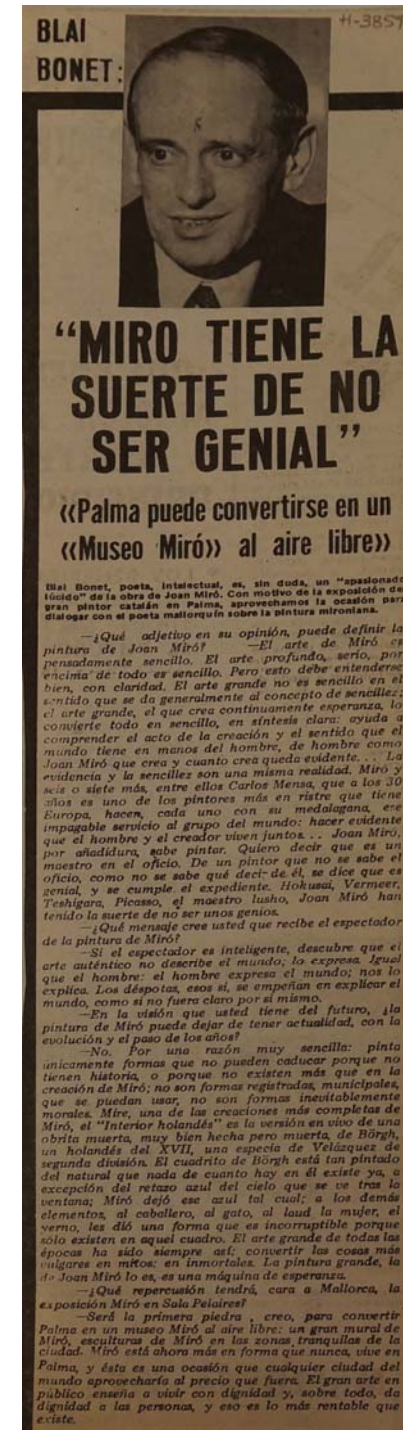 BLAI
BONET:
H-3859
“MIRO TIENE LA
SUERTE DE NO
SER GENIAL”
«Palma puede convertirse en un
«Museo Miró» al aire libre»
Blai Bonet, poeta, intelectual, es, sin duda, un “apasionado
lúcido” de la obra de Joan Miró. Con motivo de la exposición del
gran pintor catalán en Palma, aprovechamos la ocasión para
dialogar con el poeta mallorquín sobre la pintura mironiana.
—¿Qué adjetivo en su opinión, puede definir la
pintura de Joan Miró? —El arte de Miró es
pensadamente sencillo. El arte profundo, serio, por
encima de todo es sencillo. Pero esto debe entenderse
bien, con claridad. El arte grande no es sencillo en el
sentido que se da generalmente al concepto de sencillez;
el arte grande, el que crea continuamente esperanza, lo
convierte todo en sencillo, en síntesis clara: ayuda a
comprender el acto de la creación y el sentido que el
mundo tiene en manos del hombre, de hombre como
Joan Miró que crea y cuanto crea queda evidente. . . La
evidencia y la sencillez son una misma realidad. Miró y
seis o siete más, entre ellos Carlos Mensa, que a los 30
años es uno de los pintores más en ristre que tiene
Europa, hacen, cada uno con su medalagana, ese
impagable servicio al grupo del mundo: hacer evidente
que el hombre y el creador viven juntos. . . Joan Miró,
por añadidura, sabe pintar. Quiero decir que es un
maestro en el oficio. De un pintor que no se sabe el
oficio, como no se sabe qué decir de él, se dice que es
genial, y se cumple el expediente. Hokusai, Vermeer,
Teshigara, Picasso, el maestro lusho, Joan Miró han
tenido la suerte de no ser unos genios.
—¿Qué mensaje cree usted que recibe el espectador
de la pintura de Miró?
—Si el espectador es inteligente, descubre que el
arte auténtico no describe el mundo; lo expresa. Igual
que el hombre: el hombre expresa el mundo; nos lo
explica. Los déspotas, esos sí, se empeñan en explicar el
mundo, como si no fuera claro por sí mismo.
—En la visión que usted tiene del futuro, ¿la
pintura de Miró puede dejar de tener actualidad, con la
evolución y el paso de los años?
—No. Por una razón muy sencilla: pinta
unicamente formas que no pueden caducar porque no
tienen historia, o porque no existen más que en la
creación de Miró; no son formas registradas, municipales,
que se puedan usar, no son formas inevitablemente
morales. Mire, una de las creaciones más completas de
Miró, el “Interior holandés” es la versión en vivo de una
obrita muerta, muy bien hecha pero muerta, de Börgh,
un holandés del XVII, una especia de Velázquez de
segunda división. El cuadrito de Börgh está tan pintado
del natural que nada de cuanto hay en él existe ya, a
excepción del retazo azul del cielo que se ve tras la
ventana; Miró dejó ese azul tal cual; a los demás
elementos, al caballero, al gato, al laud la mujer, el
verno, les dió una forma que es incorruptible porque
sólo existen en aquel cuadro. El arte grande de todas las
épocas ha sido siempre así: convertir las cosas más
vulgares en mitos: en inmortales. La pintura grande, la
de Joan Miró lo es, es una máquina de esperanza.
—¿Qué repercusión tendrá, cara a Mallorca, la
exposición Miró en Sala Pelaires?
—Será la primera piedra , creo, para convertir
Palma en un museo Miró al aire libre: un gran mural de
Miró, esculturas de Miró en las zonas tranquilas de la
ciudad. Miró está ahora más en forma que nunca, vive en
Palma, y ésta es una ocasión que cualquier ciudad del
mundo aprovecharía al precio que fuera. El gran arte en
público enseña a vivir con dignidad y, sobre todo, da
dignidad a las personas, y eso es lo más rentable que
existe.